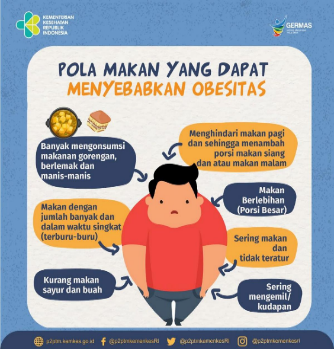 KEMENTERIAN
KESEHATAN
REPUBLIK
INDONESIA
GERMAS
POLA MAKAN YANG DAPAT
MENYEBABKAN OBESITAS
Banyak mengonsumsi
makanan gorengan,
berlemak dan
manis-manis
Menghindari makan pagi
dan sehingga menambah
porsi makan siang
dan atau makan malam
Makan dengan
jumlah banyak dan
dalam waktu singkat
(terburu-buru)
Makan
Berlebihan
(Porsi Besar)
Sering makan
dan
tidak teratur
Kurang makan
sayur dan buah
Sering
mengemil/
kudapan
p2ptm.kemkes.go.id
@p2ptmkemenkesRI
@p2ptmkemenkesRI
@p2ptmkemenkesRI